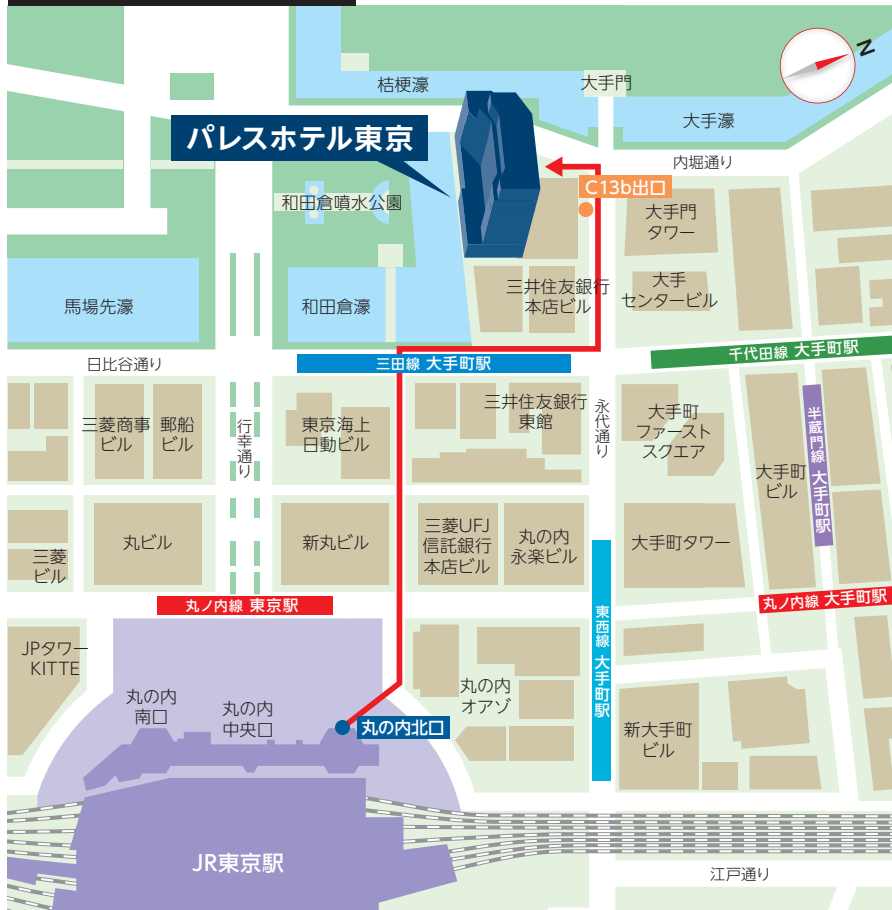 N
桔梗濠
大手門
大手濠
パレスホテル東京
内堀通り
C13b出口
和田倉噴水公園
大手門
タワー
馬場先濠
和田倉濠
三井住友銀行
本店ビル
大手
センタービル
日比谷通り
三田線 大手町駅
千代田線 大手町駅
三菱商事
ビル
郵船
ビル
行幸通り
東京海上
日動ビル
三井住友銀行
東館
永代通り
大手町
ファースト
スクエア
大手町
ビル
半蔵門線 大手町駅
三菱
ビル
丸ビル
新丸ビル
三菱UFJ
信託銀行
本店ビル
丸の内
永楽ビル
大手町タワー
丸ノ内線 東京駅
東西線 大手町駅
丸ノ内線 大手町駅
JPタワー
KITTE
丸の内
南口
丸の内
中央口
丸の内北口
丸の内
オアゾ
新大手町
ビル
JR東京駅
江戸通り